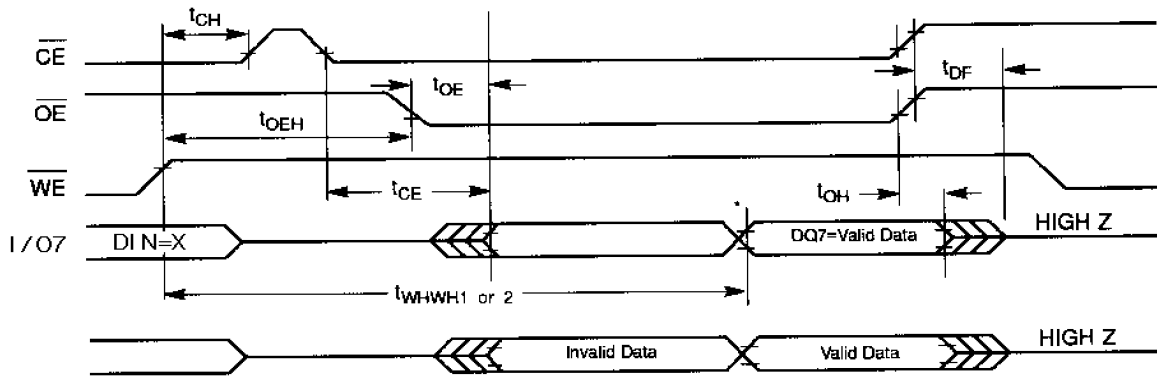 tCH
CE
tDF
tOE
OE
tOEH
WE
tCE
tOH
HIGH Z
I/O7
DI N=X
DQ7=Valid Data
tWHWH1 or 2
HIGH Z
Invalid Data
Valid Data